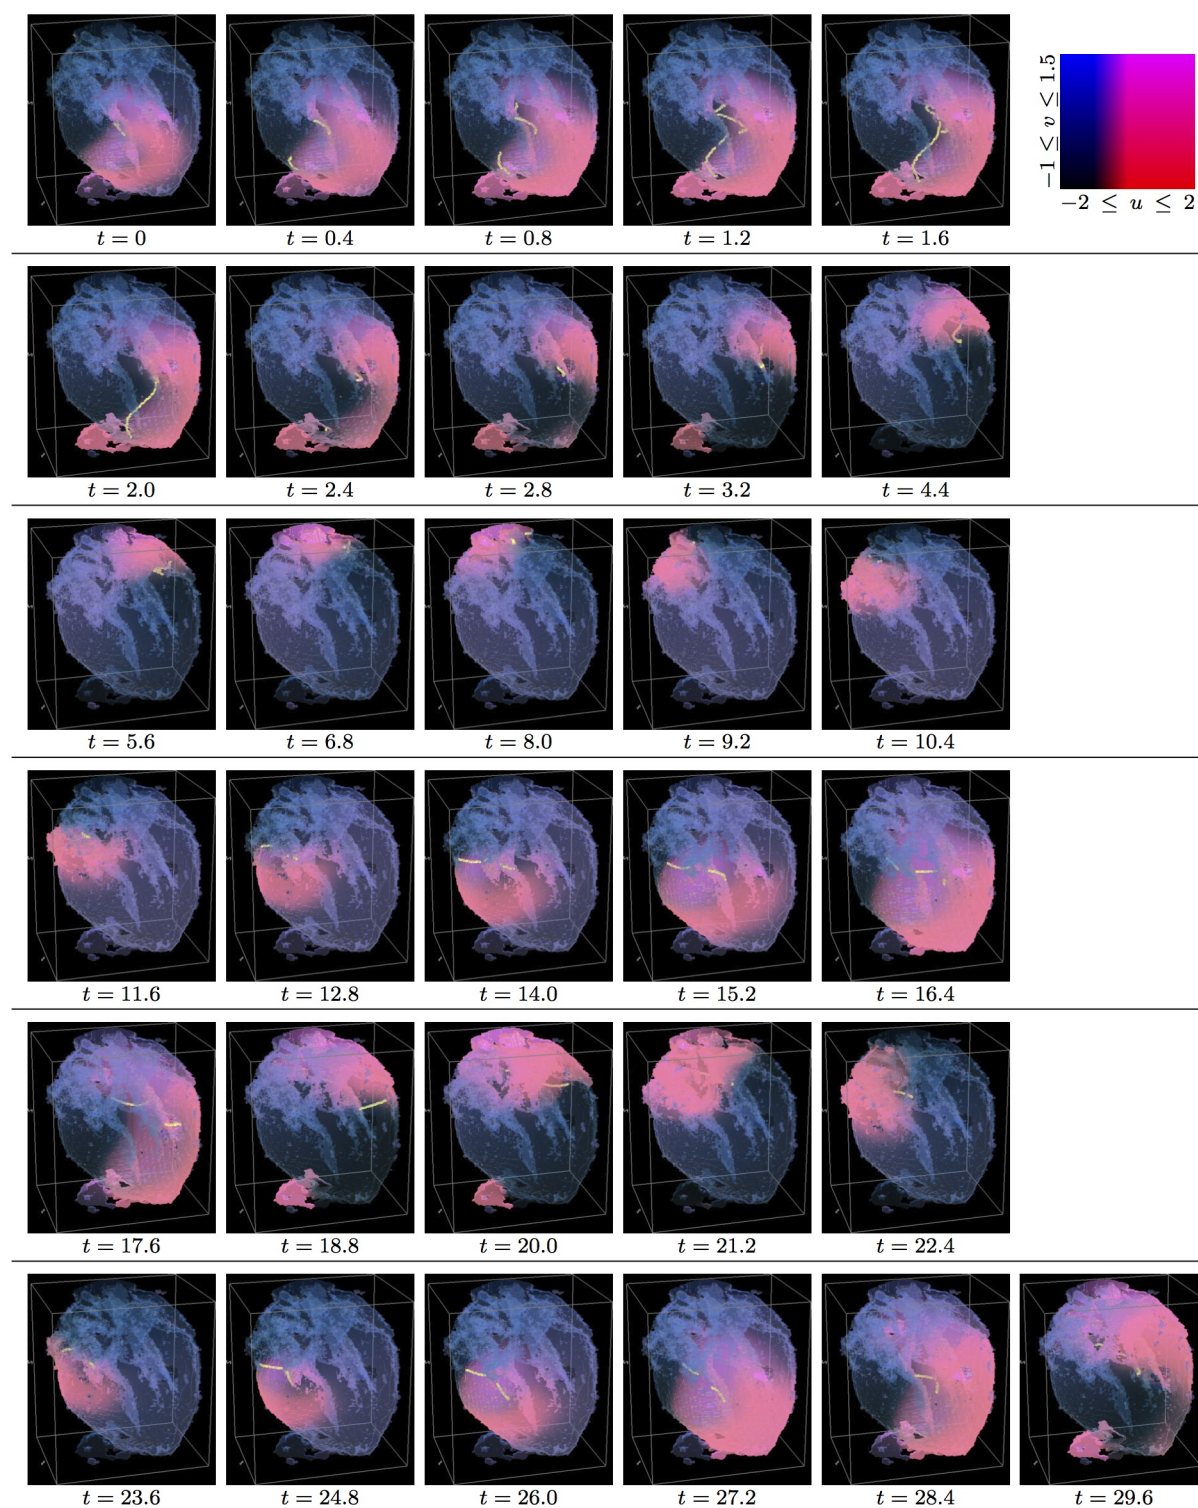 t = 0
t = 0.4
t = 0.8
t = 1.2
t = 1.6
−1 ≤ v ≤ 1.5
−2 ≤ u ≤ 2
t = 2.0
t = 2.4
t = 2.8
t = 3.2
t = 4.4
t = 5.6
t = 6.8
t = 8.0
t = 9.2
t = 10.4
t = 11.6
t = 12.8
t = 14.0
t = 15.2
t = 16.4
t = 17.6
t = 18.8
t = 20.0
t = 21.2
t = 22.4
t = 23.6
t = 24.8
t = 26.0
t = 27.2
t = 28.4
t = 29.6